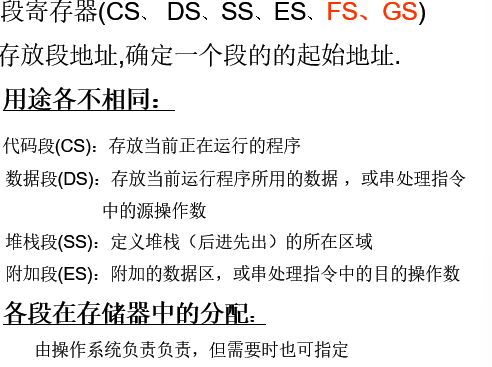 段寄存器(CS、 DS、SS、ES、FS、GS)
存放段地址,确定一个段的的起始地址.
用途各不相同：
代码段(CS)：存放当前正在运行的程序
数据段(DS)：存放当前运行程序所用的数据 ，或串处理指令
中的源操作数
堆栈段(SS)：定义堆栈（后进先出）的所在区域
附加段(ES)：附加的数据区，或串处理指令中的目的操作数
各段在存储器中的分配：
由操作系统负责负责，但需要时也可指定